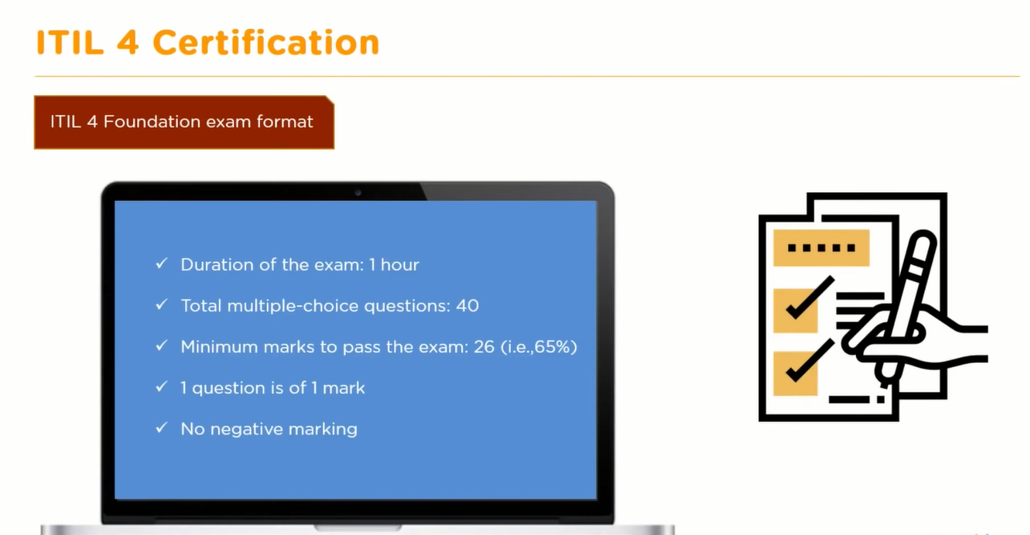 ITIL 4 Certification
ITIL 4 Foundation exam format
Duration of the exam: 1 hour
Total multiple-choice questions: 40
Minimum marks to pass the exam: 26 (i.e.,65%)
1 question is of 1 mark
No negative marking